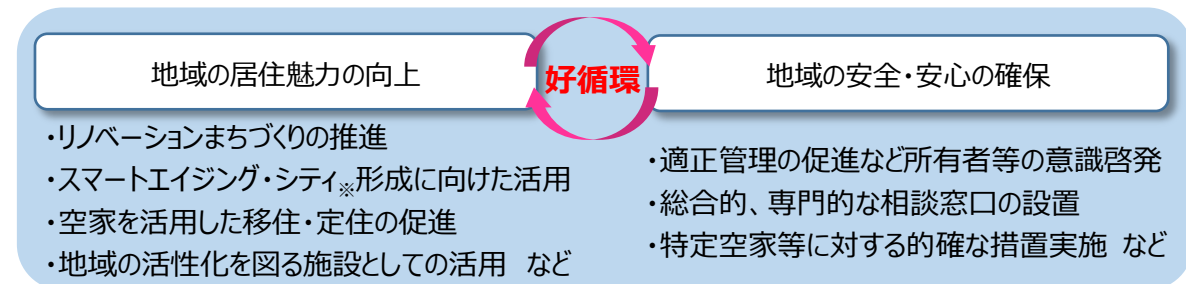 地域の居住魅力の向上
好循環
地域の安全・安心の確保
・リノベーションまちづくりの推進
・スマートエイジング・シティ※形成に向けた活用
・空家を活用した移住・定住の促進
・地域の活性化を図る施設としての活用　など
・適正管理の促進など所有者等の意識啓発
・総合的、専門的な相談窓口の設置
・特定空家等に対する的確な措置実施　など